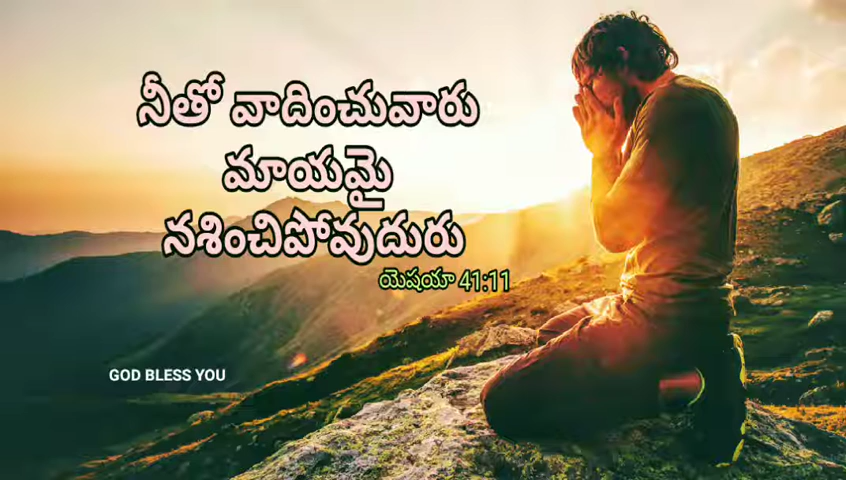 నీతో వాదించువారు
మాయమై
నశించిపోవుదురు
యెషయా 41:11
GOD BLESS YOU